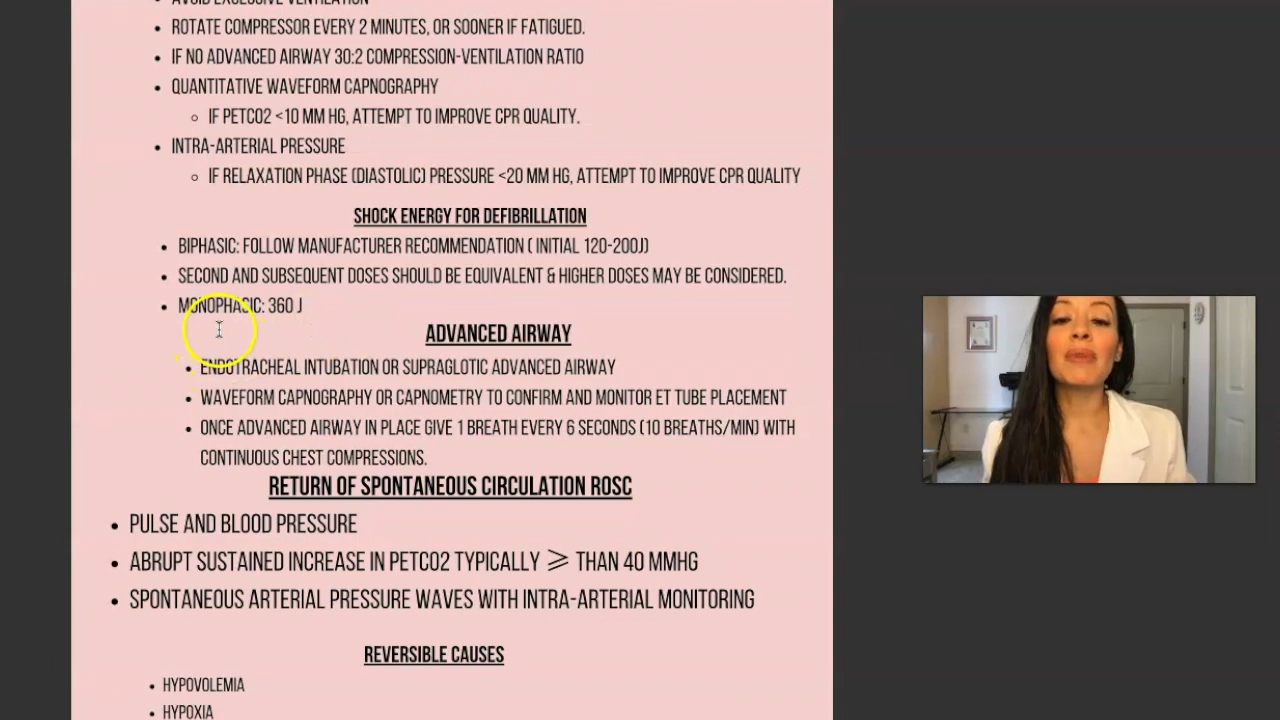 AVOID EXCESSIVE VENTILATION
• ROTATE COMPRESSOR EVERY 2 MINUTES, OR SOONER IF FATIGUED.
• IF NO ADVANCED AIRWAY 30:2 COMPRESSION-VENTILATION RATIO
• QUANTITATIVE WAVEFORM CAPNOGRAPHY
○ IF PETCO2 <10 MM HG, ATTEMPT TO IMPROVE CPR QUALITY.
• INTRA-ARTERIAL PRESSURE
○ IF RELAXATION PHASE (DIASTOLIC) PRESSURE <20 MM HG, ATTEMPT TO IMPROVE CPR QUALITY
SHOCK ENERGY FOR DEFIBRILLATION
• BIPHASIC: FOLLOW MANUFACTURER RECOMMENDATION ( INITIAL 120-200J)
• SECOND AND SUBSEQUENT DOSES SHOULD BE EQUIVALENT & HIGHER DOSES MAY BE CONSIDERED.
• MONOPHASIC: 360 J
ADVANCED AIRWAY
• ENDOTRACHEAL INTUBATION OR SUPRAGLOTIC ADVANCED AIRWAY
• WAVEFORM CAPNOGRAPHY OR CAPNOMETRY TO CONFIRM AND MONITOR ET TUBE PLACEMENT
• ONCE ADVANCED AIRWAY IN PLACE GIVE 1 BREATH EVERY 6 SECONDS (10 BREATHS/MIN) WITH
CONTINUOUS CHEST COMPRESSIONS.
RETURN OF SPONTANEOUS CIRCULATION ROSC
• PULSE AND BLOOD PRESSURE
• ABRUPT SUSTAINED INCREASE IN PETCO2 TYPICALLY ⩾ THAN 40 MMHG
• SPONTANEOUS ARTERIAL PRESSURE WAVES WITH INTRA-ARTERIAL MONITORING
REVERSIBLE CAUSES
• HYPOVOLEMIA
• HYPOXIA